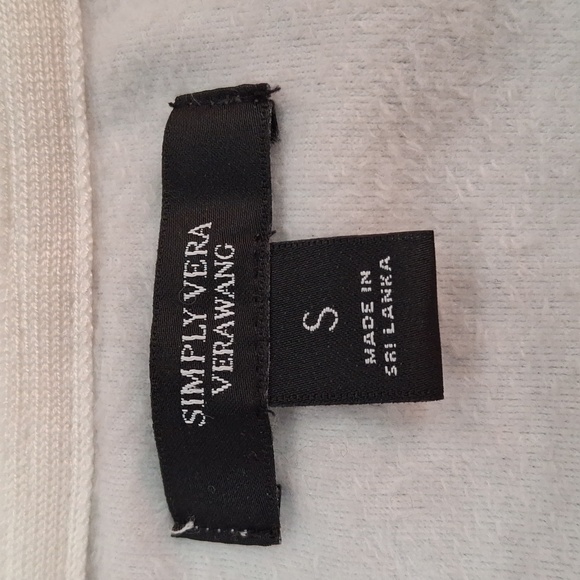 SIMPLY VERA
VERAWANG
S
MADE IN
SRI LANKA